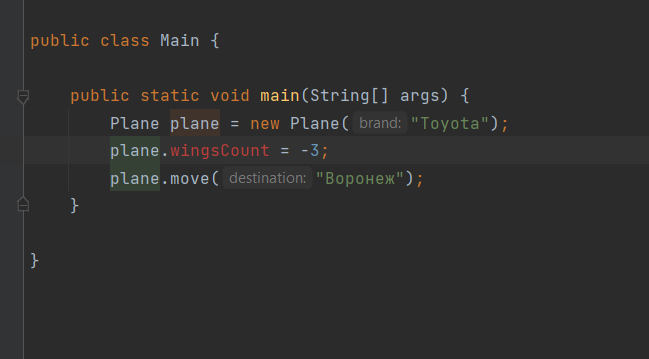 public class Main {
public static void main(String[] args) {
Plane plane = new Plane( brand: "Toyota");
plane.wingsCount = -3;
plane.move( destination: "Воронеж");
}
}